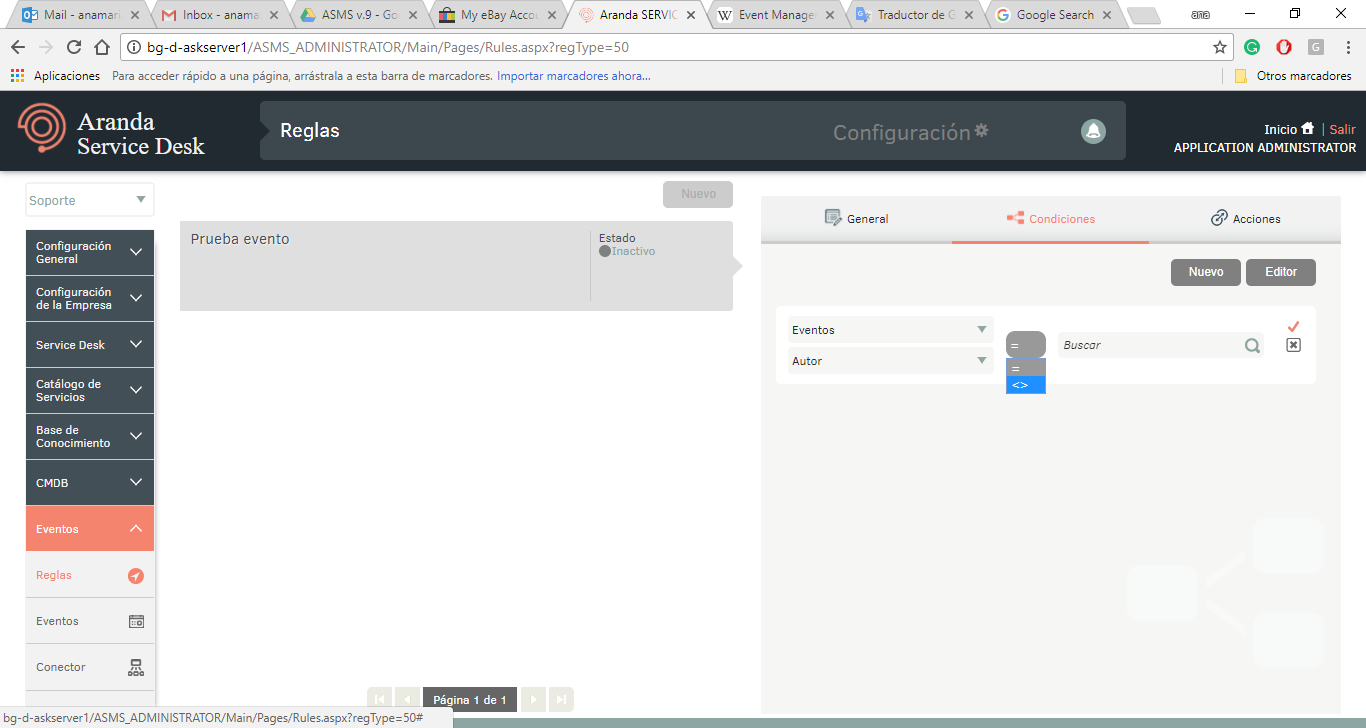 Mail - anamari
Inbox - anama
ASMS v.9 - Go
My eBay Accou
Aranda SERVIC
Event Manager
Traductor de G
Google Search
ana
bg-d-askserver1/ASMS_ADMINISTRATOR/Main/Pages/Rules.aspx?regType=50
Aplicaciones
Para acceder rápido a una página, arrástrala a esta barra de marcadores.
Importar marcadores ahora...
Otros marcadores
Aranda
Service Desk
Reglas
Configuración
Inicio | Salir
APPLICATION ADMINISTRATOR
Soporte
Configuración
General
Configuración
de la Empresa
Service Desk
Catálogo de
Servicios
Base de
Conocimiento
CMDB
Eventos
Reglas
Eventos
Conector
Nuevo
Prueba evento
Estado
Inactivo
Página 1 de 1
General
Condiciones
Acciones
Nuevo
Editor
Eventos
Autor
=
=
<>
Buscar
bg-d-askserver1/ASMS_ADMINISTRATOR/Main/Pages/Rules.aspx?regType=50#